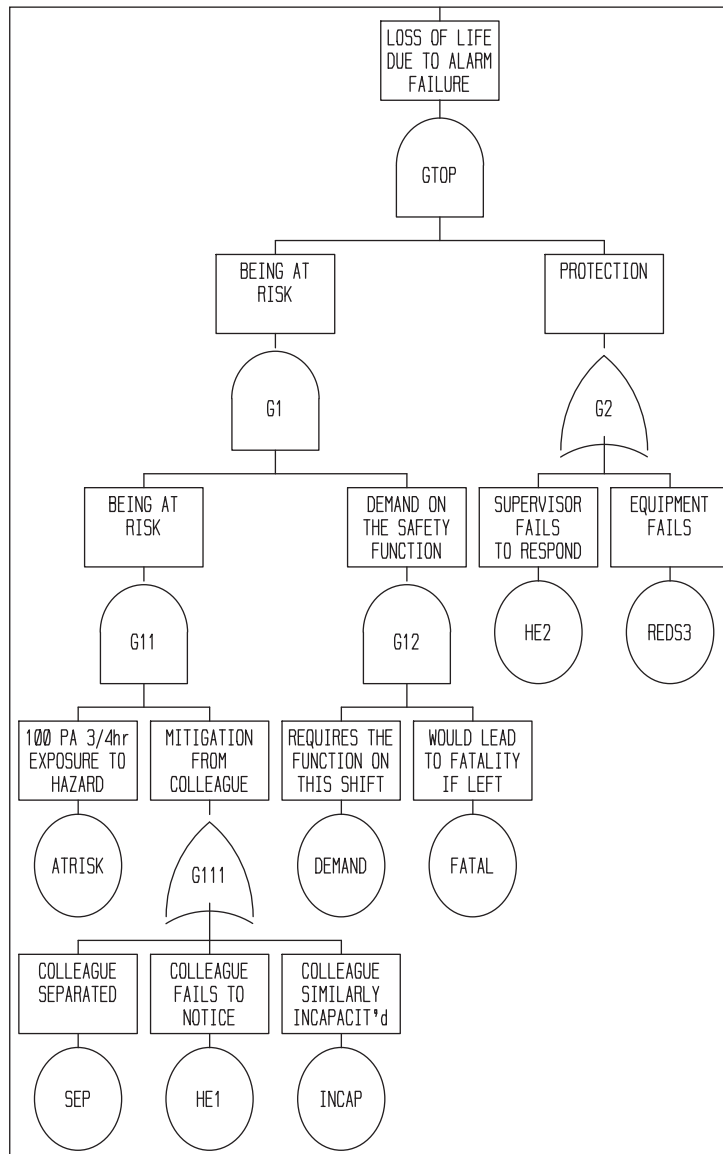 LOSS OF LIFE
DUE TO ALARM
FAILURE
GTOP
BEING AT
RISK
PROTECTION
G1
G2
BEING AT
RISK
DEMAND ON
THE SAFETY
FUNCTION
SUPERVISOR
FAILS
TO RESPOND
EQUIPMENT
FAILS
G11
G12
HE2
REDS3
100 PA 3/4hr
EXPOSURE TO
HAZARD
MITIGATION
FROM
COLLEAGUE
REQUIRES THE
FUNCTION ON
THIS SHIFT
WOULD LEAD
TO FATALITY
IF LEFT
ATRISK
G111
DEMAND
FATAL
COLLEAGUE
SEPARATED
COLLEAGUE
FAILS TO
NOTICE
COLLEAGUE
SIMILARLY
INCAPACIT'd
SEP
HE1
INCAP